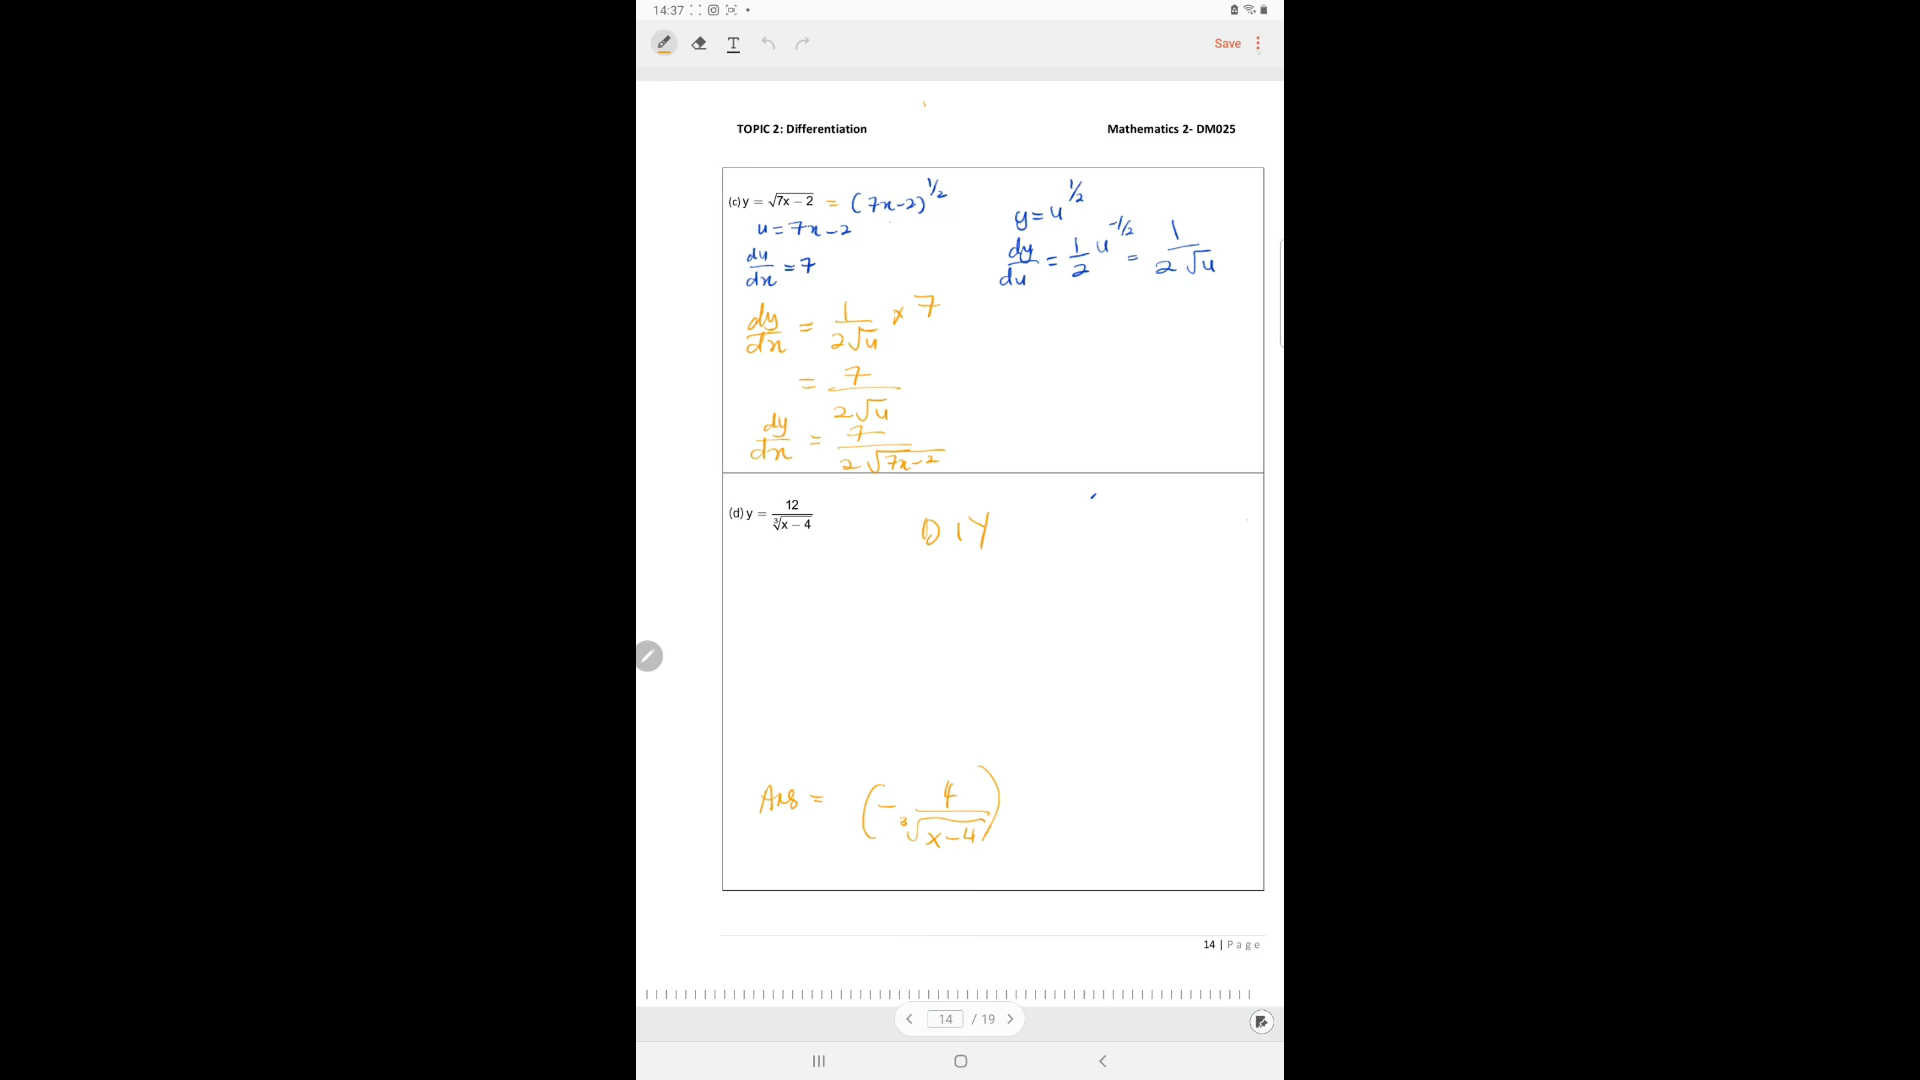 14:37
T Save
TOPIC 2: Differentiation Mathematics 2- DM025
(c) y = √7x − 2 = (7x-2)^1/2 y = u^1/2
u = 7x-2
du/dx = 7 dy/du = 1/2 u^-1/2 = 1/2√u
dy/dx = 1/2√u × 7
= 7/2√u
dy/dx = 7/2√7x-2
(d) y = 12/∛x − 4 DIY
Ans = (- 4/∛x-4)
14 | Page
14 / 19